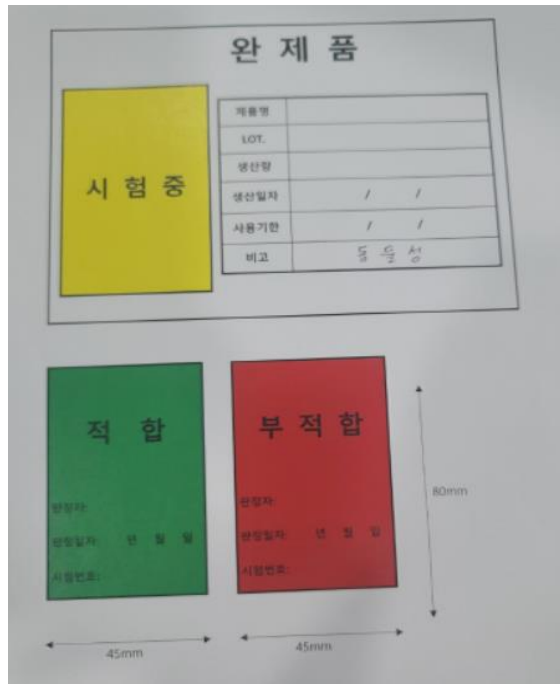 완 제 품
시 험 중
제품명
LOT.
생산량
생산일자 / /
사용기한 / /
비고
적 합
판정자:
판정일자: 년 월 일
시험번호:
부 적 합
판정자:
판정일자: 년 월 일
시험번호:
80mm
45mm
45mm